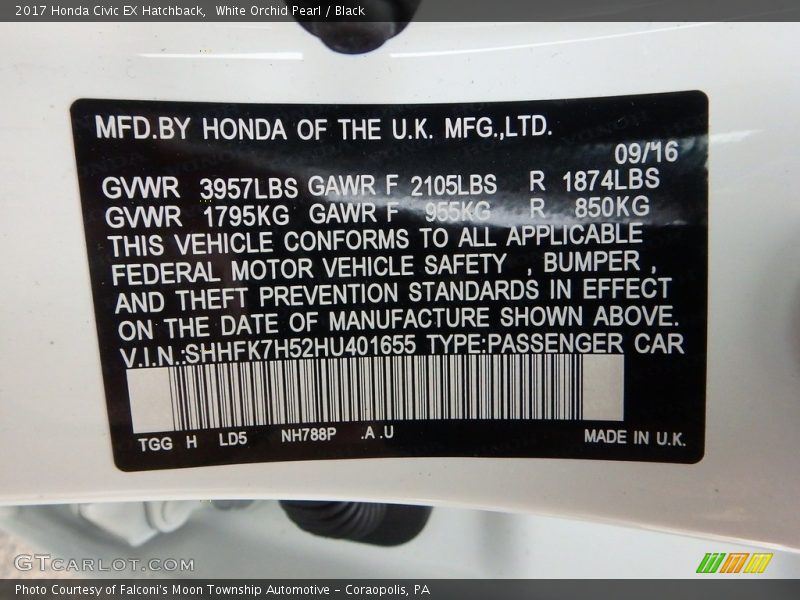 2017 Honda Civic EX Hatchback,  White Orchid Pearl / Black
MFD.BY HONDA OF THE U.K. MFG.,LTD.
09/16
GVWR 3957LBS GAWR F 2105LBS R 1874LBS
GVWR 1795KG GAWR F 955KG R 850KG
THIS VEHICLE CONFORMS TO ALL APPLICABLE
FEDERAL MOTOR VEHICLE SAFETY , BUMPER ,
AND THEFT PREVENTION STANDARDS IN EFFECT
ON THE DATE OF MANUFACTURE SHOWN ABOVE.
V.I.N.:SHHFK7H52HU401655 TYPE:PASSENGER CAR
TGG H LD5 NH788P .A .U MADE IN U.K.
GTCARLOT.COM
Photo Courtesy of Falconi's Moon Township Automotive - Coraopolis, PA